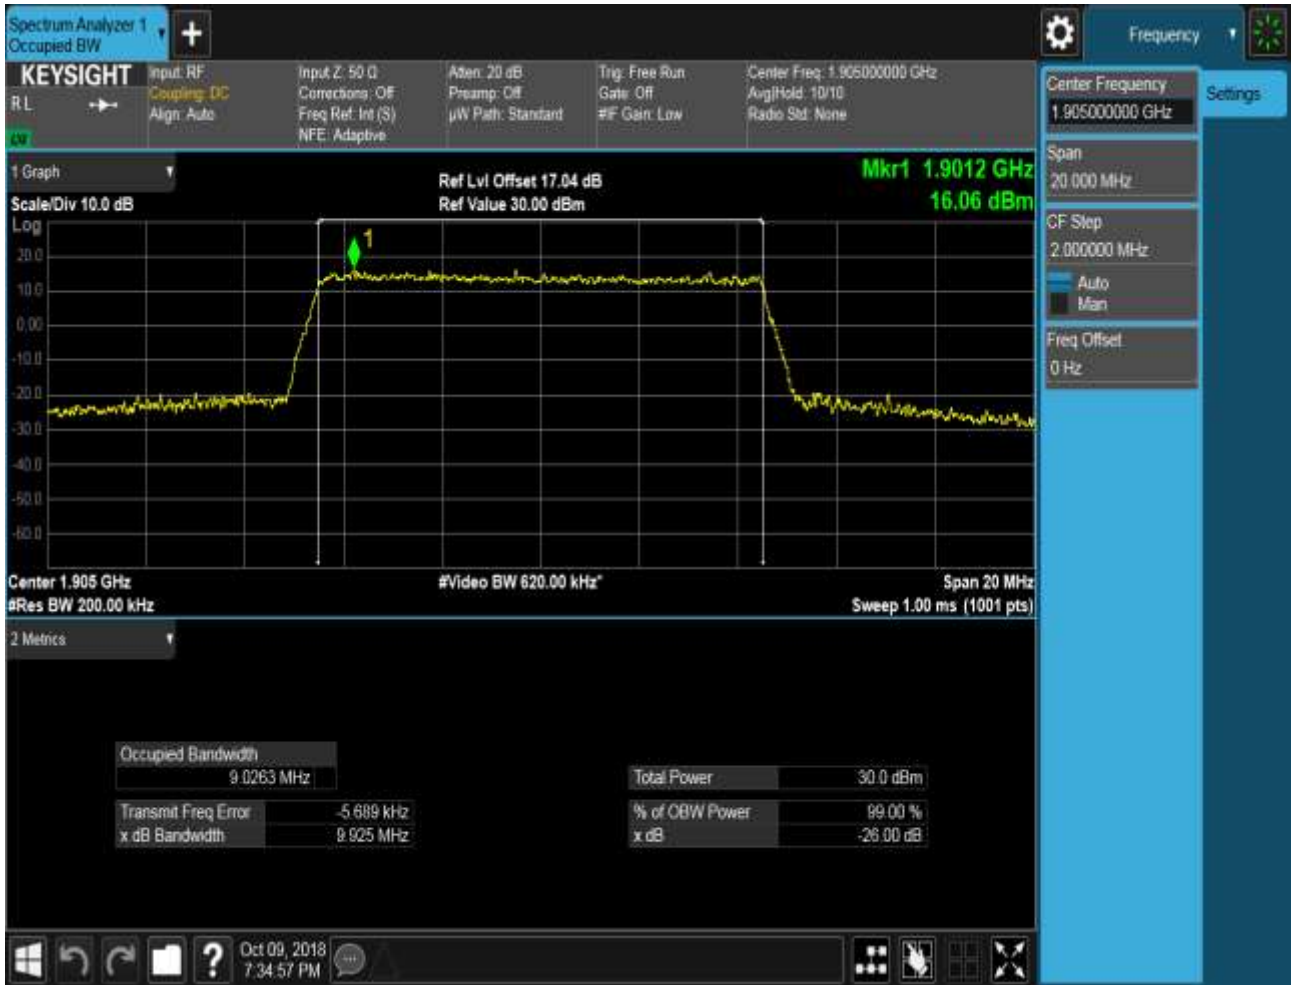 Spectrum Analyzer 1
Occupied BW
+
Frequency
KEYSIGHT
RL
Input: RF
Coupling: DC
Align: Auto
Input Z: 50 Ω
Corrections: Off
Freq Ref: Int (S)
NFE: Adaptive
Atten: 20 dB
Preamp: Off
µW Path: Standard
Trig: Free Run
Gate: Off
#IF Gain: Low
Center Freq: 1.905000000 GHz
Avg|Hold: 10/10
Radio Std: None
Center Frequency
1.905000000 GHz
Settings
Span
20.000 MHz
CF Step
2.000000 MHz
Auto
Man
Freq Offset
0 Hz
1 Graph
Scale/Div 10.0 dB
Ref Lvl Offset 17.04 dB
Ref Value 30.00 dBm
Mkr1 1.9012 GHz
16.06 dBm
Log
20.0
10.0
0.00
-10.0
-20.0
-30.0
-40.0
-50.0
-60.0
1
Center 1.905 GHz
#Video BW 620.00 kHz*
Span 20 MHz
#Res BW 200.00 kHz
Sweep 1.00 ms (1001 pts)
2 Metrics
Occupied Bandwidth
9.0263 MHz
Total Power 30.0 dBm
Transmit Freq Error -5.689 kHz
% of OBW Power 99.00 %
x dB Bandwidth 9.925 MHz
x dB -26.00 dB
?
Oct 09, 2018
7:34:57 PM